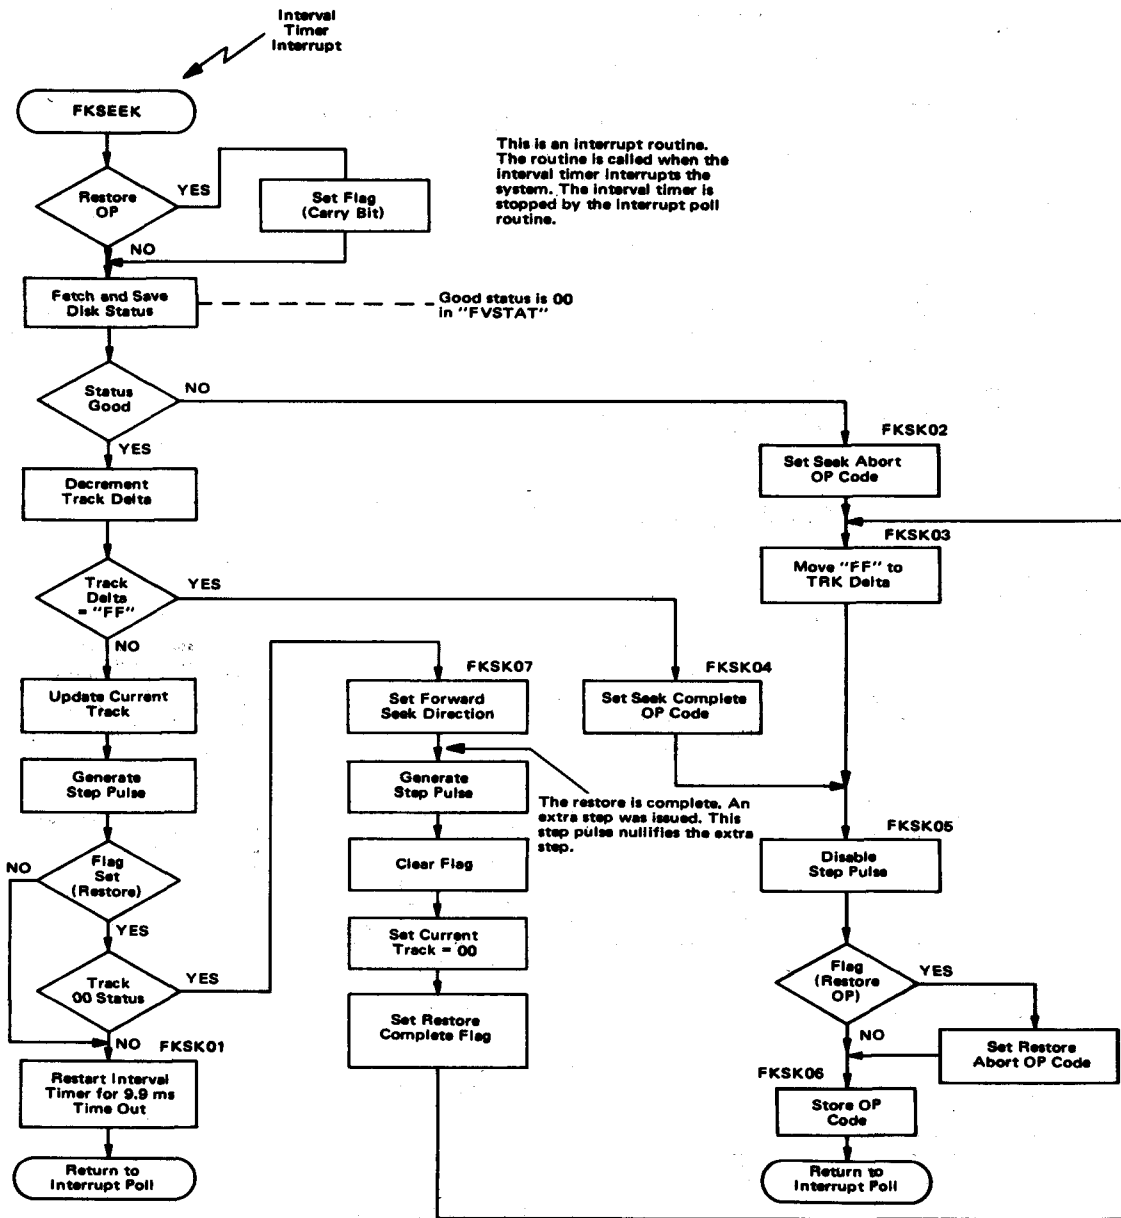 Interval
Timer
Interrupt
FKSEEK
This is an interrupt routine.
The routine is called when the
interval timer interrupts the
system. The interval timer is
stopped by the interrupt poll
routine.
Restore
OP
YES
Set Flag
(Carry Bit)
NO
Fetch and Save
Disk Status
Good status is 00
in "FVSTAT"
Status
Good
NO
YES
FKSK02
Set Seek Abort
OP Code
Decrement
Track Delta
FKSK03
Move "FF" to
TRK Delta
Track
Delta
= "FF"
YES
NO
FKSK07
FKSK04
Update Current
Track
Set Forward
Seek Direction
Set Seek Complete
OP Code
Generate
Step Pulse
Generate
Step Pulse
The restore is complete. An
extra step was issued. This
step pulse nullifies the extra
step.
FKSK05
Disable
Step Pulse
NO
Flag
Set
(Restore)
YES
Clear Flag
Set Current
Track = 00
Track
00 Status
YES
NO
Flag
(Restore
OP)
YES
NO
Set Restore
Complete Flag
Set Restore
Abort OP Code
FKSK01
Restart Interval
Timer for 9.9 ms
Time Out
FKSK06
Store OP
Code
Return to
Interrupt Poll
Return to
Interrupt Poll